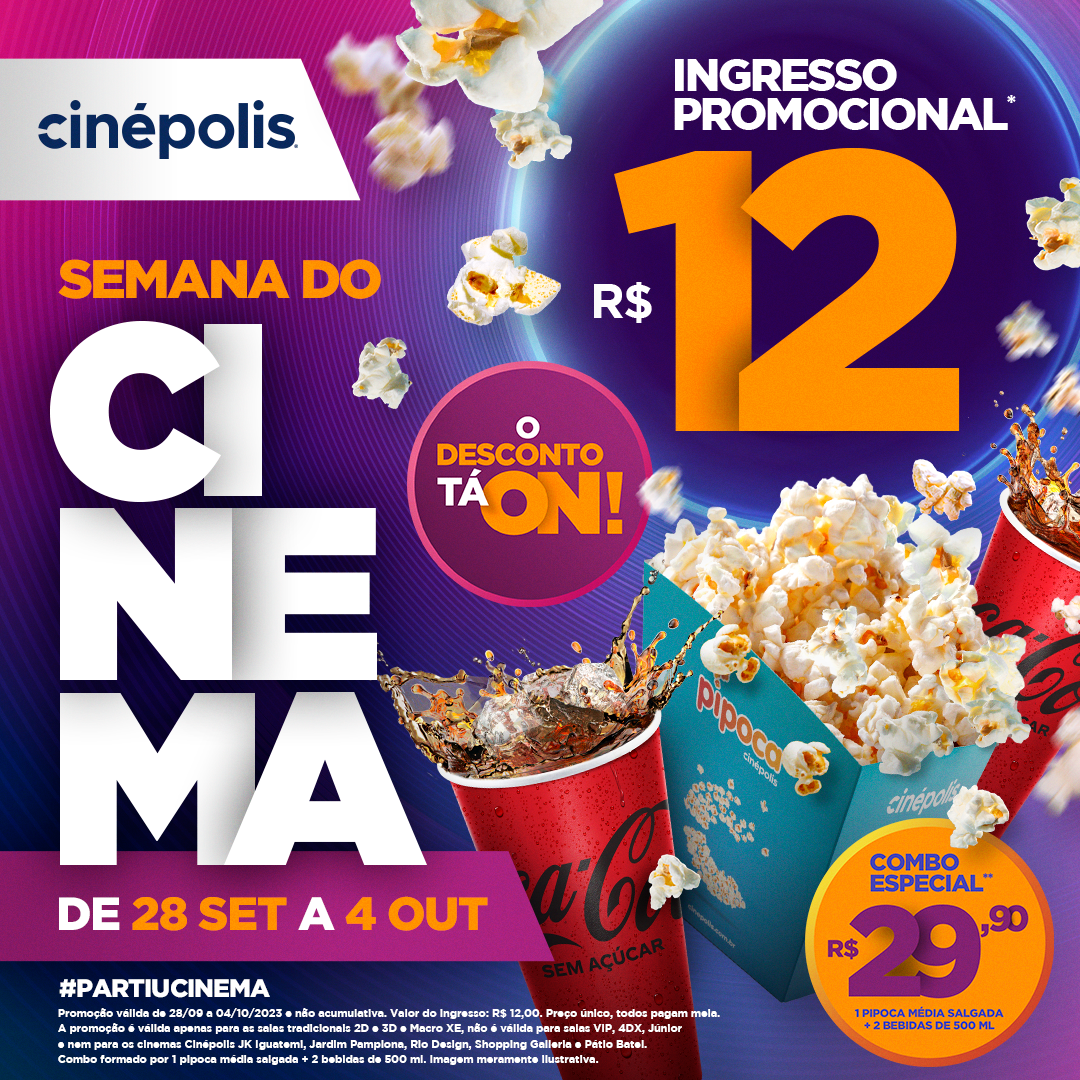 cinépolis
INGRESSO
PROMOCIONAL*
R$ 12
SEMANA DO
CI
NE
MA
O
DESCONTO
TÁ ON!
pipoca
cinépolis
cinépolis
cinepolis.com.br
SEM AÇÚCAR
DE 28 SET A 4 OUT
COMBO
ESPECIAL**
R$ 29,90
1 PIPOCA MÉDIA SALGADA
+ 2 BEBIDAS DE 500 ML
#PARTIUCINEMA
Promoção válida de 28/09 a 04/10/2023 e não acumulativa. Valor do Ingresso: R$ 12,00. Preço único, todos pagam meia.
A promoção é válida apenas para as salas tradicionais 2D e 3D e Macro XE, não é válida para salas VIP, 4DX, Júnior
e nem para os cinemas Cinépolis JK Iguatemi, Jardim Pamplona, Rio Design, Shopping Galleria e Pátio Batel.
Combo formado por 1 pipoca média salgada + 2 bebidas de 500 ml. Imagem meramente ilustrativa.